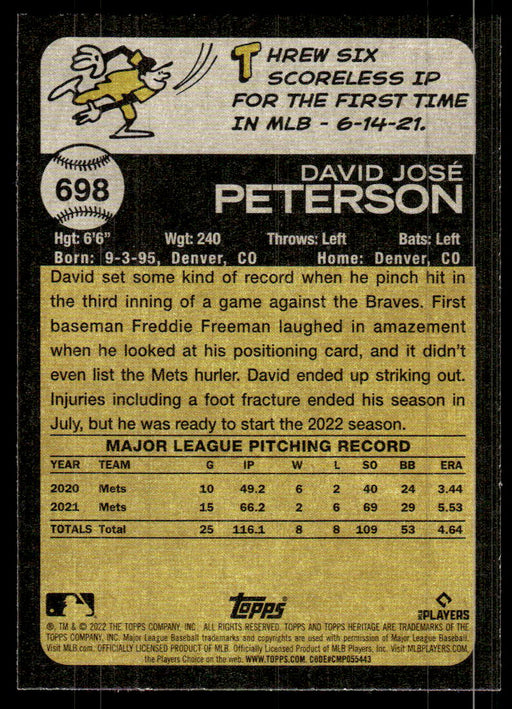 THREW SIX
SCORELESS IP
FOR THE FIRST TIME
IN MLB - 6-14-21.
698
DAVID JOSÉ
PETERSON
Hgt: 6'6" Wgt: 240 Throws: Left Bats: Left
Born: 9-3-95, Denver, CO Home: Denver, CO
David set some kind of record when he pinch hit in
the third inning of a game against the Braves. First
baseman Freddie Freeman laughed in amazement
when he looked at his positioning card, and it didn't
even list the Mets hurler. David ended up striking out.
Injuries including a foot fracture ended his season in
July, but he was ready to start the 2022 season.
MAJOR LEAGUE PITCHING RECORD
YEAR TEAM G IP W L SO BB ERA
2020 Mets 10 49.2 6 2 40 24 3.44
2021 Mets 15 66.2 2 6 69 29 5.53
TOTALS Total 25 116.1 8 8 109 53 4.64
Topps
MLB PLAYERS
®, TM & © 2022 THE TOPPS COMPANY, INC. ALL RIGHTS RESERVED. TOPPS AND TOPPS HERITAGE ARE TRADEMARKS OF THE
TOPPS COMPANY, INC. Major League Baseball trademarks and copyrights are used with permission of Major League Baseball.
Visit MLB.com. OFFICIALLY LICENSED PRODUCT OF MLB. Officially Licensed Product of MLB Players, Inc. Visit MLBPLAYERS.com,
the Players Choice on the web. WWW.TOPPS.COM. CODE#CMP055443